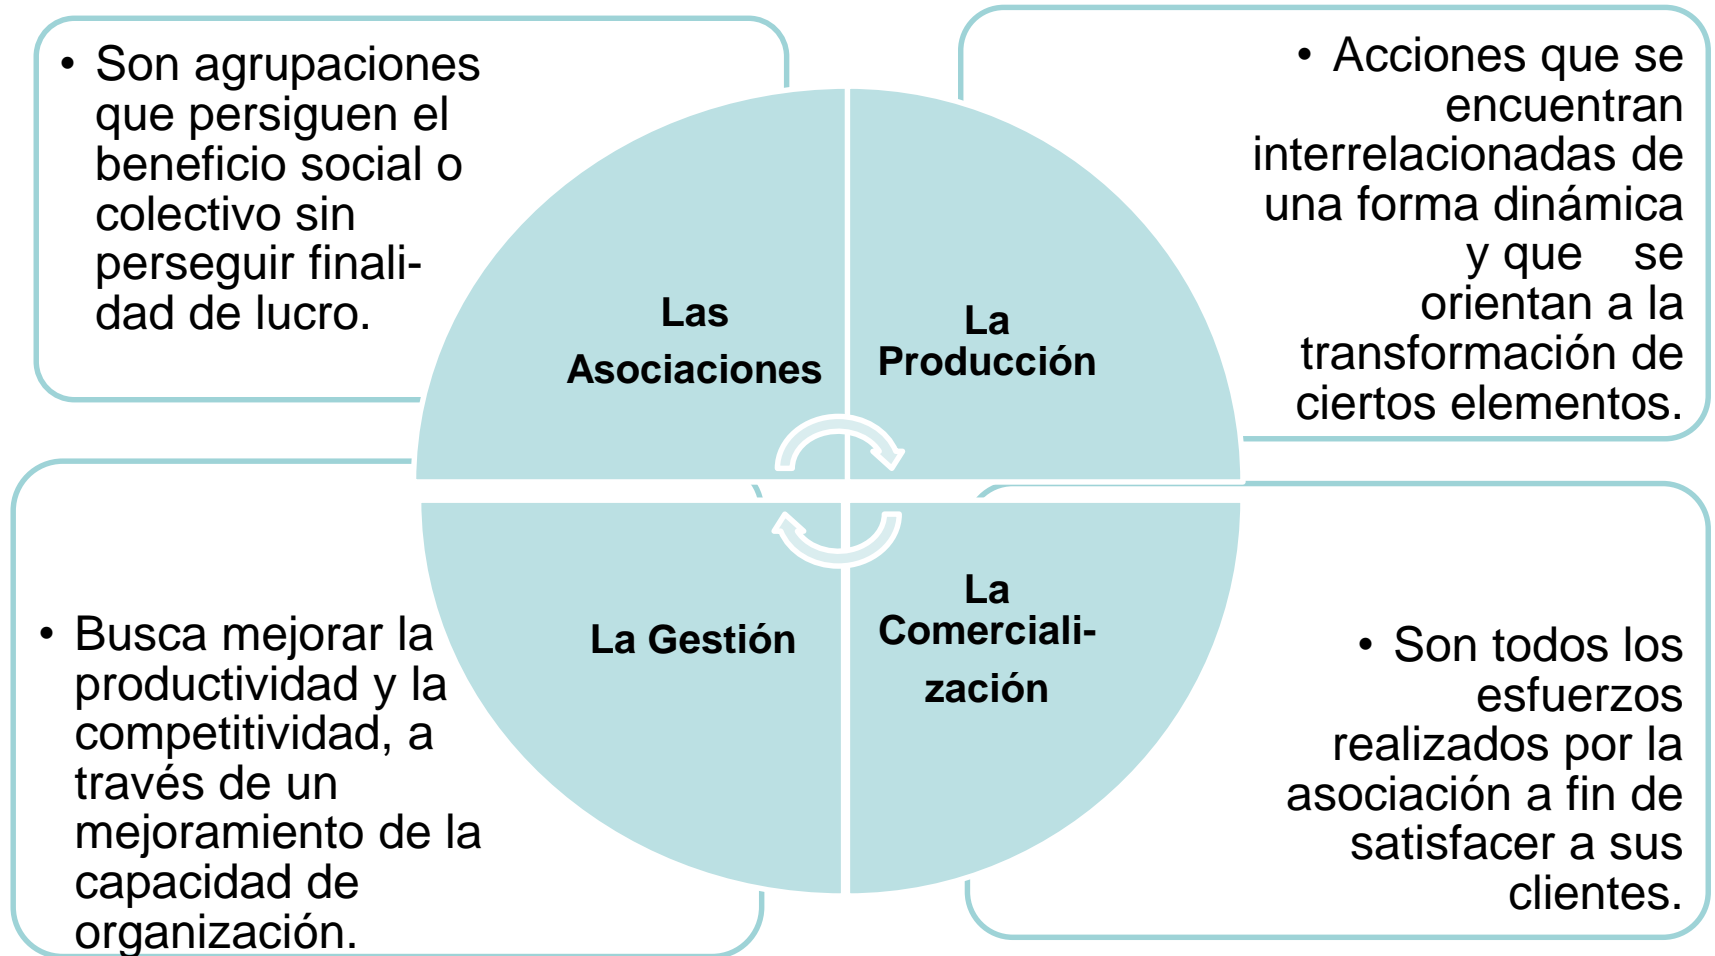 • Son agrupaciones
que persiguen el
beneficio social o
colectivo sin
perseguir finali-
dad de lucro.
• Acciones que se
encuentran
interrelacionadas de
una forma dinámica
y que se
orientan a la
transformación de
ciertos elementos.
Las
Asociaciones
La
Producción
La Gestión
La
Comerciali-
zación
• Busca mejorar la
productividad y la
competitividad, a
través de un
mejoramiento de la
capacidad de
organización.
• Son todos los
esfuerzos
realizados por la
asociación a fin de
satisfacer a sus
clientes.